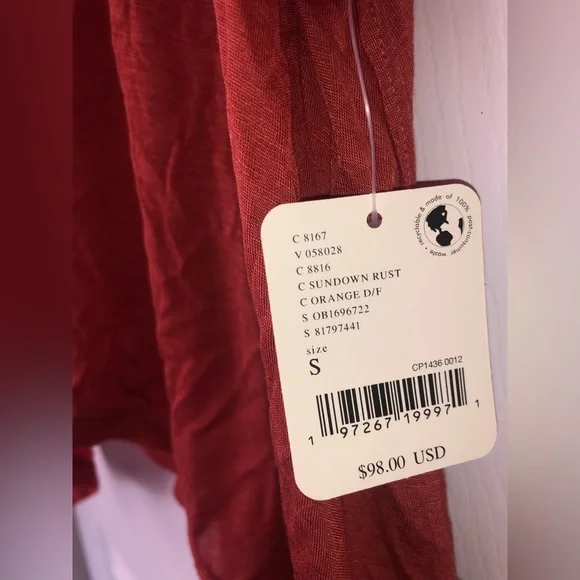 recyclable & made of 100% post-consumer waste •
C 8167
V 058028
C 8816
C SUNDOWN RUST
C ORANGE D/F
S OB1696722
S 81797441
size
S
CP1436 0012
1 97267 19997 1
$98.00 USD